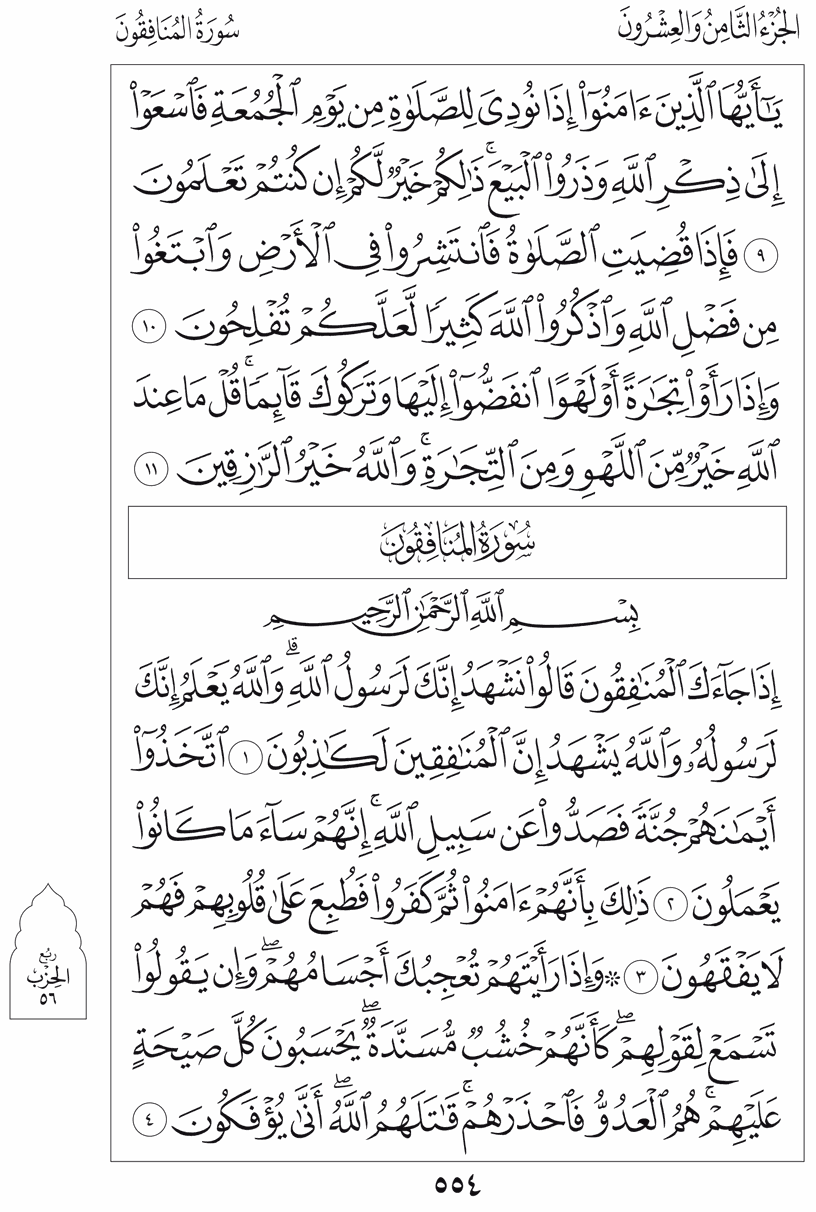 الجُزْءُ الثَّامِنُ وَالعِشْرُونَ
سُورَةُ المُنَافِقُونَ
يَٰٓأَيُّهَا ٱلَّذِينَ ءَامَنُوٓاْ إِذَا نُودِيَ لِلصَّلَوٰةِ مِن يَوْمِ ٱلْجُمُعَةِ فَٱسْعَوْاْ
إِلَىٰ ذِكْرِ ٱللَّهِ وَذَرُواْ ٱلْبَيْعَۚ ذَٰلِكُمْ خَيْرٌ لَّكُمْ إِن كُنتُمْ تَعْلَمُونَ
٩ فَإِذَا قُضِيَتِ ٱلصَّلَوٰةُ فَٱنتَشِرُواْ فِي ٱلْأَرْضِ وَٱبْتَغُواْ
مِن فَضْلِ ٱللَّهِ وَٱذْكُرُواْ ٱللَّهَ كَثِيرًا لَّعَلَّكُمْ تُفْلِحُونَ ١٠
وَإِذَا رَأَوْاْ تِجَٰرَةً أَوْ لَهْوًا ٱنفَضُّوٓاْ إِلَيْهَا وَتَرَكُوكَ قَآئِمًاۚ قُلْ مَا عِندَ
ٱللَّهِ خَيْرٌ مِّنَ ٱللَّهْوِ وَمِنَ ٱلتِّجَٰرَةِۚ وَٱللَّهُ خَيْرُ ٱلرَّٰزِقِينَ ١١
سُورَةُ المُنَافِقُونَ
بِسْمِ ٱللَّهِ ٱلرَّحْمَٰنِ ٱلرَّحِيمِ
إِذَا جَآءَكَ ٱلْمُنَٰفِقُونَ قَالُواْ نَشْهَدُ إِنَّكَ لَرَسُولُ ٱللَّهِۗ وَٱللَّهُ يَعْلَمُ إِنَّكَ
لَرَسُولُهُۥ وَٱللَّهُ يَشْهَدُ إِنَّ ٱلْمُنَٰفِقِينَ لَكَٰذِبُونَ ١ ٱتَّخَذُوٓاْ
أَيْمَٰنَهُمْ جُنَّةً فَصَدُّواْ عَن سَبِيلِ ٱللَّهِۚ إِنَّهُمْ سَآءَ مَا كَانُواْ
يَعْمَلُونَ ٢ ذَٰلِكَ بِأَنَّهُمْ ءَامَنُواْ ثُمَّ كَفَرُواْ فَطُبِعَ عَلَىٰ قُلُوبِهِمْ فَهُمْ
لَا يَفْقَهُونَ ٣ ۞ وَإِذَا رَأَيْتَهُمْ تُعْجِبُكَ أَجْسَامُهُمْۖ وَإِن يَقُولُواْ
تَسْمَعْ لِقَوْلِهِمْۖ كَأَنَّهُمْ خُشُبٌ مُّسَنَّدَةٌۖ يَحْسَبُونَ كُلَّ صَيْحَةٍ
عَلَيْهِمْۚ هُمُ ٱلْعَدُوُّ فَٱحْذَرْهُمْۚ قَٰتَلَهُمُ ٱللَّهُۖ أَنَّىٰ يُؤْفَكُونَ ٤
رُبُع
الحِزْب
٥٦
٥٥٤